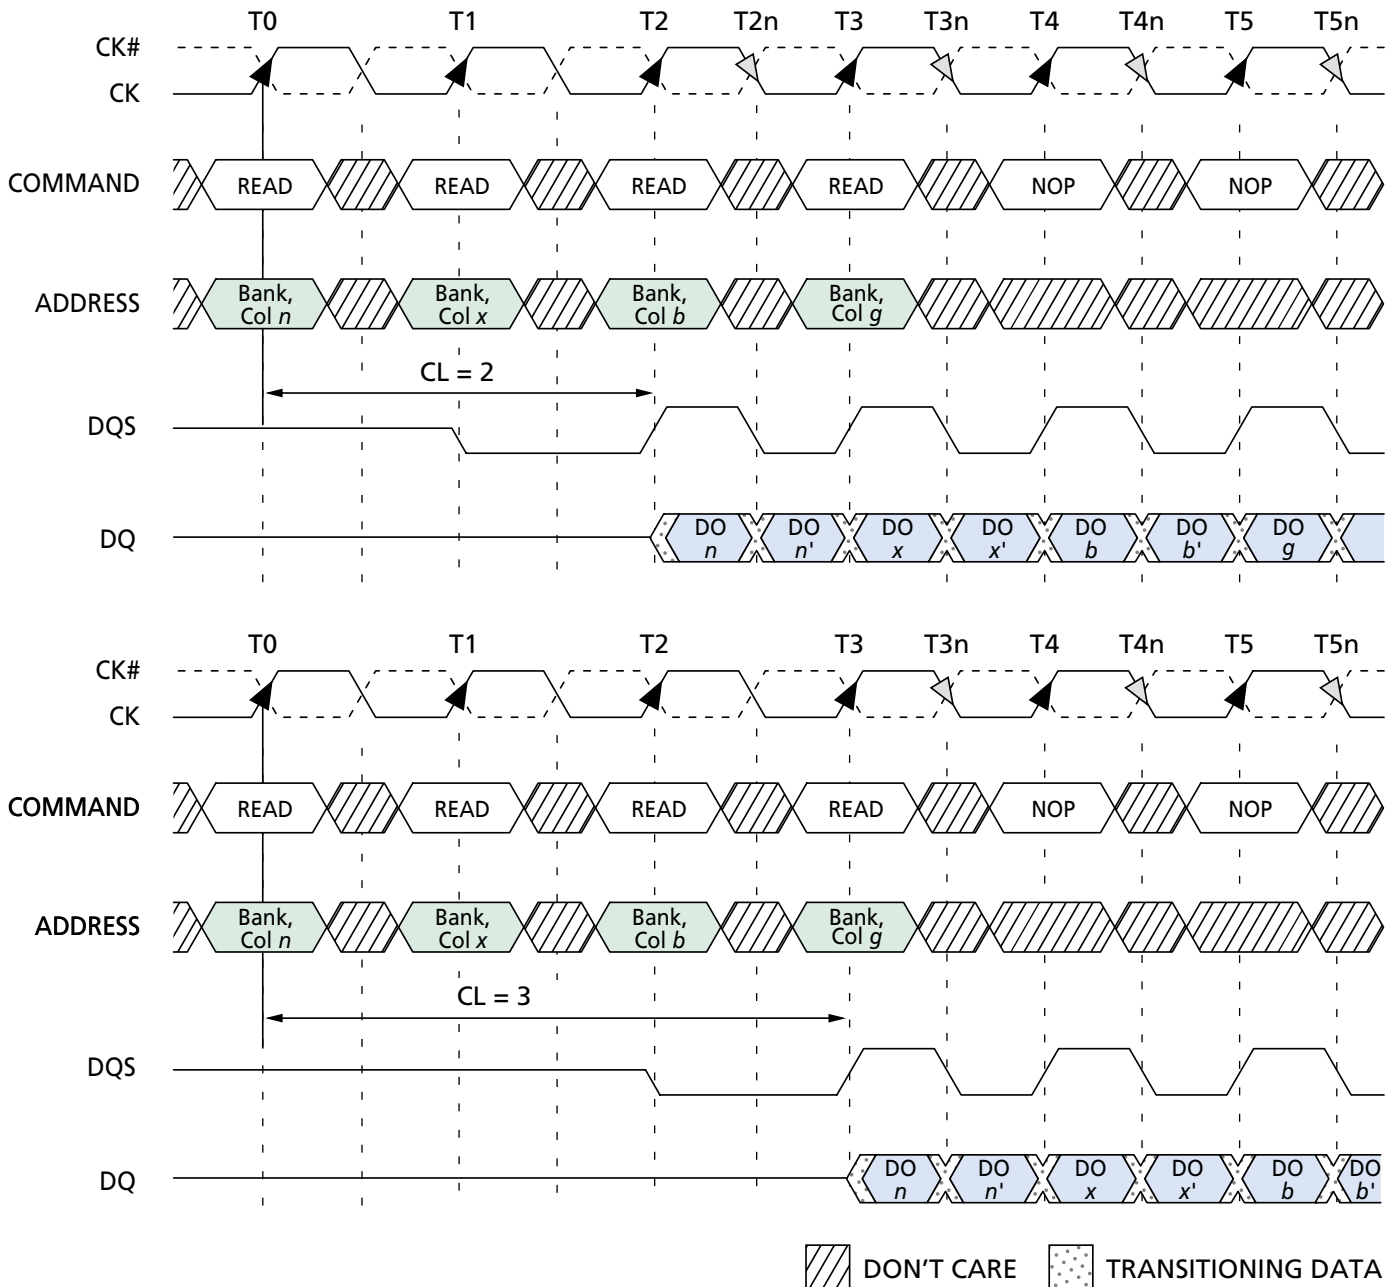 T0 T1 T2 T2n T3 T3n T4 T4n T5 T5n
CK#
CK
COMMAND READ READ READ READ NOP NOP
ADDRESS Bank, Col n Bank, Col x Bank, Col b Bank, Col g
CL = 2
DQS
DQ DO n DO n' DO x DO x' DO b DO b' DO g
T0 T1 T2 T3 T3n T4 T4n T5 T5n
CK#
CK
COMMAND READ READ READ READ NOP NOP
ADDRESS Bank, Col n Bank, Col x Bank, Col b Bank, Col g
CL = 3
DQS
DQ DO n DO n' DO x DO x' DO b DO b'
DON'T CARE TRANSITIONING DATA